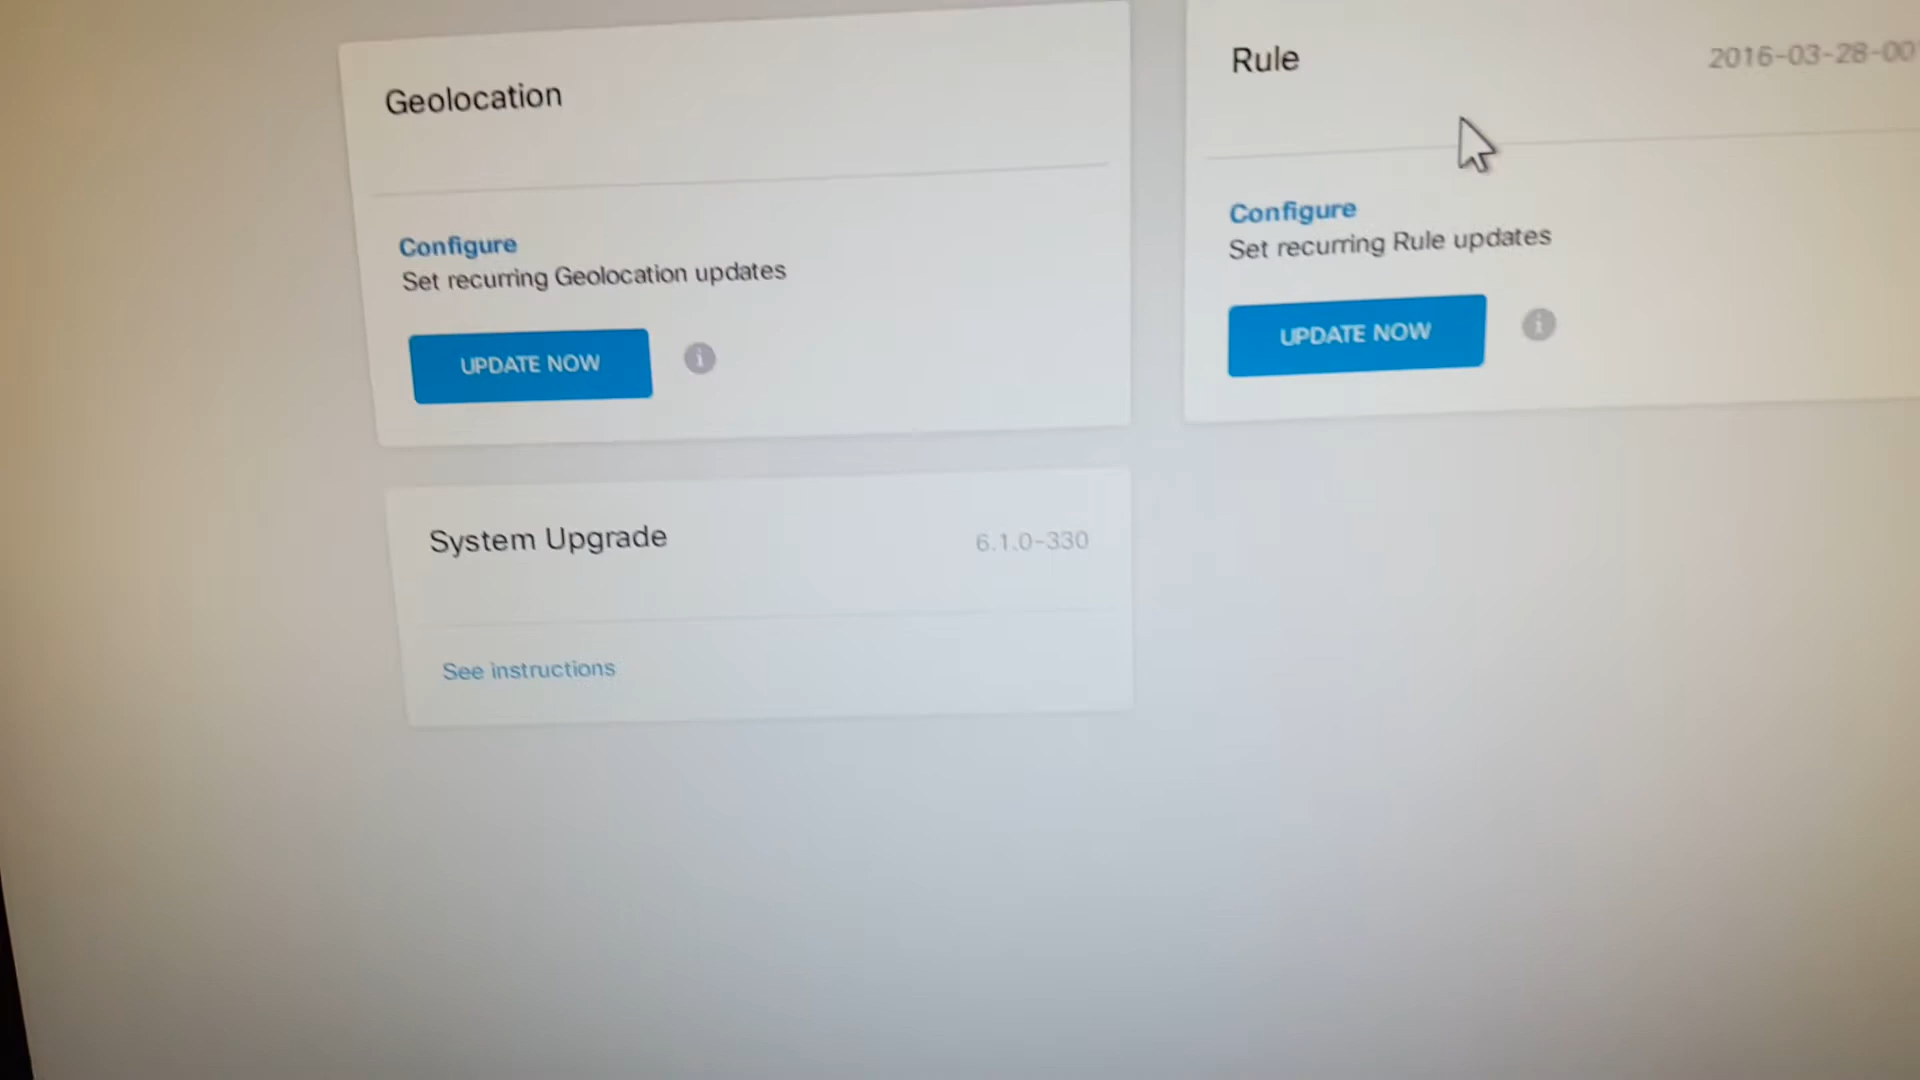 Geolocation
Configure
Set recurring Geolocation updates
UPDATE NOW
System Upgrade
6.1.0-330
See instructions
Rule
2016-03-28-00
Configure
Set recurring Rule updates
UPDATE NOW